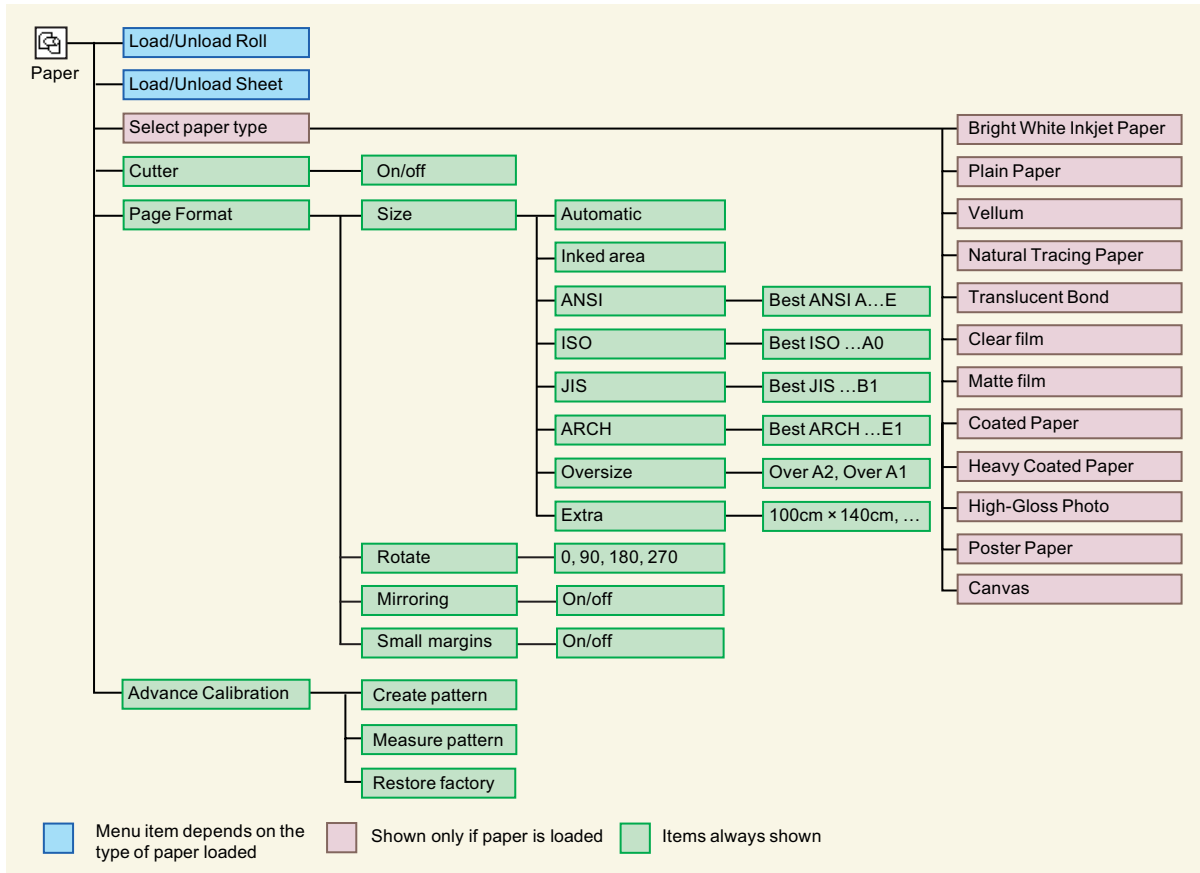 Paper
Load/Unload Roll
Load/Unload Sheet
Select paper type
Bright White Inkjet Paper
Plain Paper
Vellum
Natural Tracing Paper
Translucent Bond
Clear film
Matte film
Coated Paper
Heavy Coated Paper
High-Gloss Photo
Poster Paper
Canvas
Cutter
On/off
Page Format
Size
Automatic
Inked area
ANSI
Best ANSI A…E
ISO
Best ISO …A0
JIS
Best JIS …B1
ARCH
Best ARCH …E1
Oversize
Over A2, Over A1
Extra
100cm × 140cm, …
Rotate
0, 90, 180, 270
Mirroring
On/off
Small margins
On/off
Advance Calibration
Create pattern
Measure pattern
Restore factory
Menu item depends on the
type of paper loaded
Shown only if paper is loaded
Items always shown